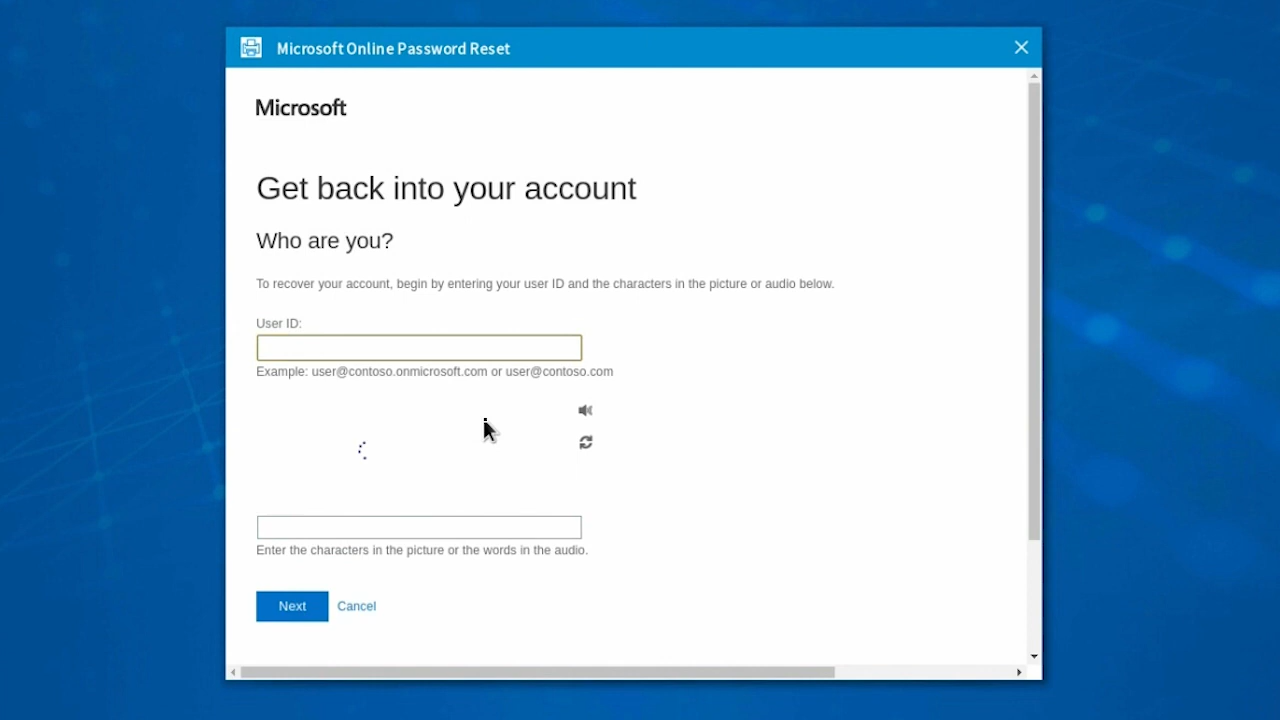 Microsoft Online Password Reset
Microsoft
Get back into your account
Who are you?
To recover your account, begin by entering your user ID and the characters in the picture or audio below.
User ID:
Example: user@contoso.onmicrosoft.com or user@contoso.com
Enter the characters in the picture or the words in the audio.
Next Cancel